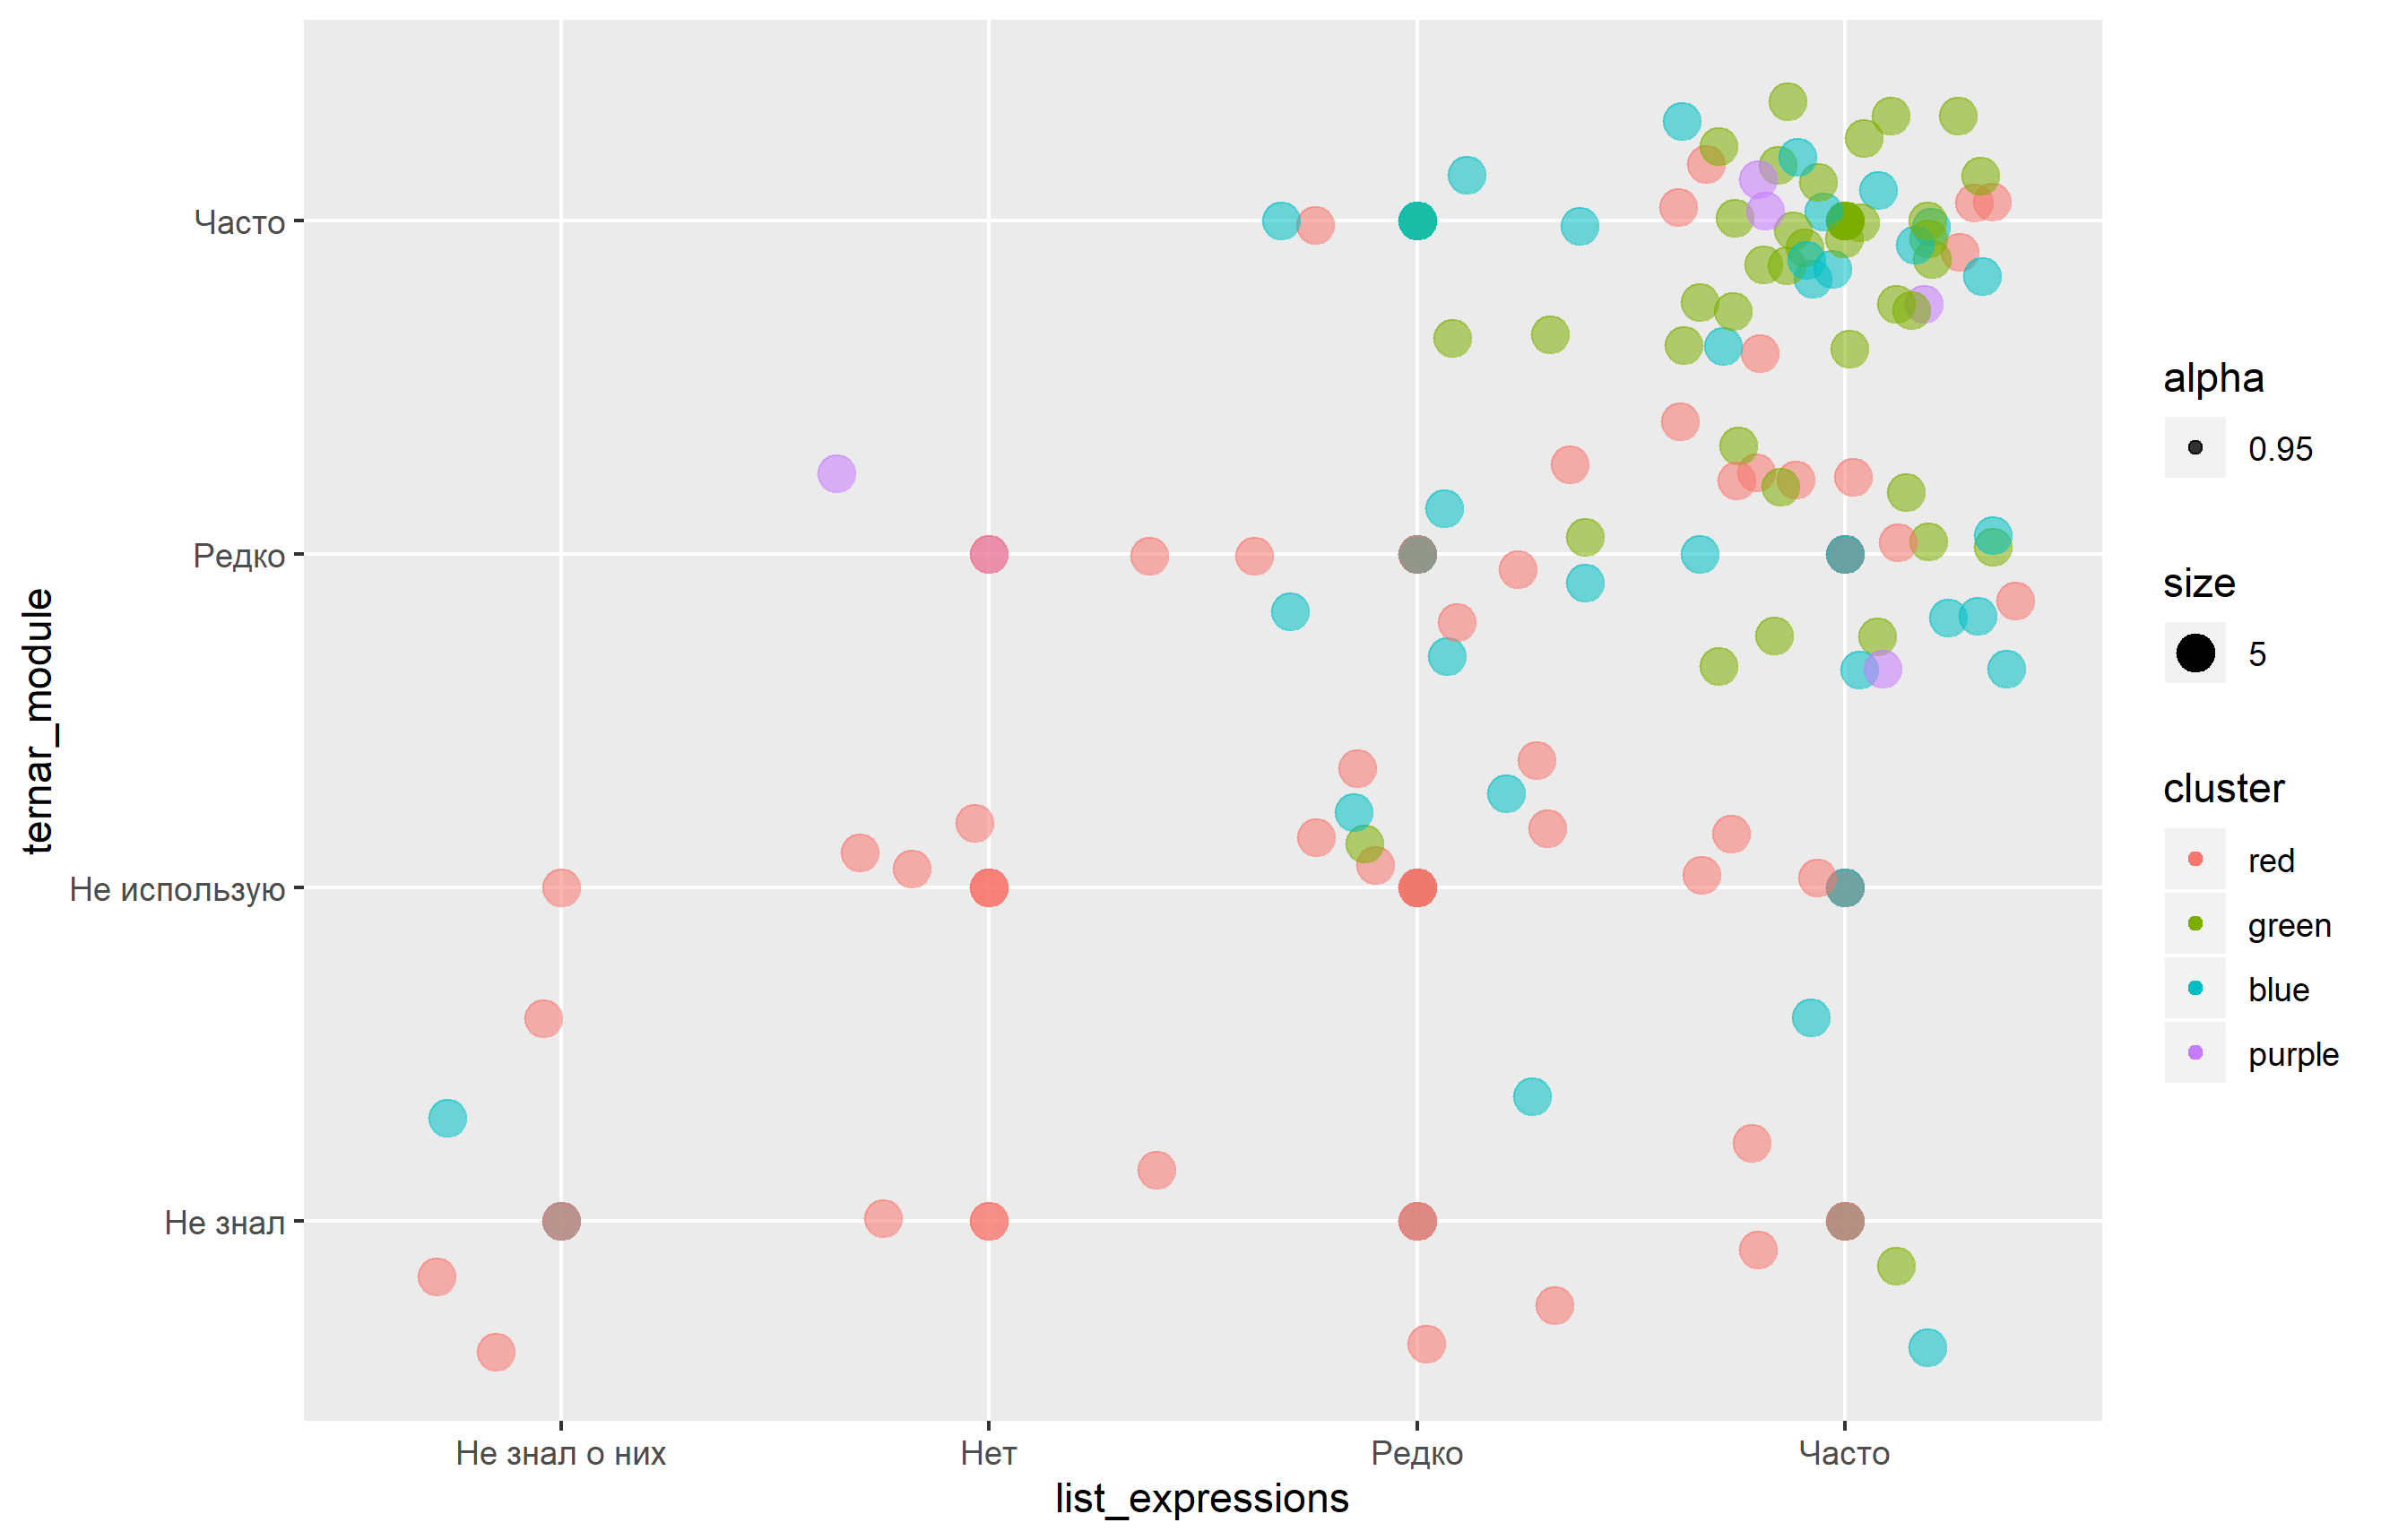 ternar_module
Часто
Редко
Не использую
Не знал
Не знал о них
Нет
Редко
Часто
list_expressions
alpha
0.95
size
5
cluster
red
green
blue
purple